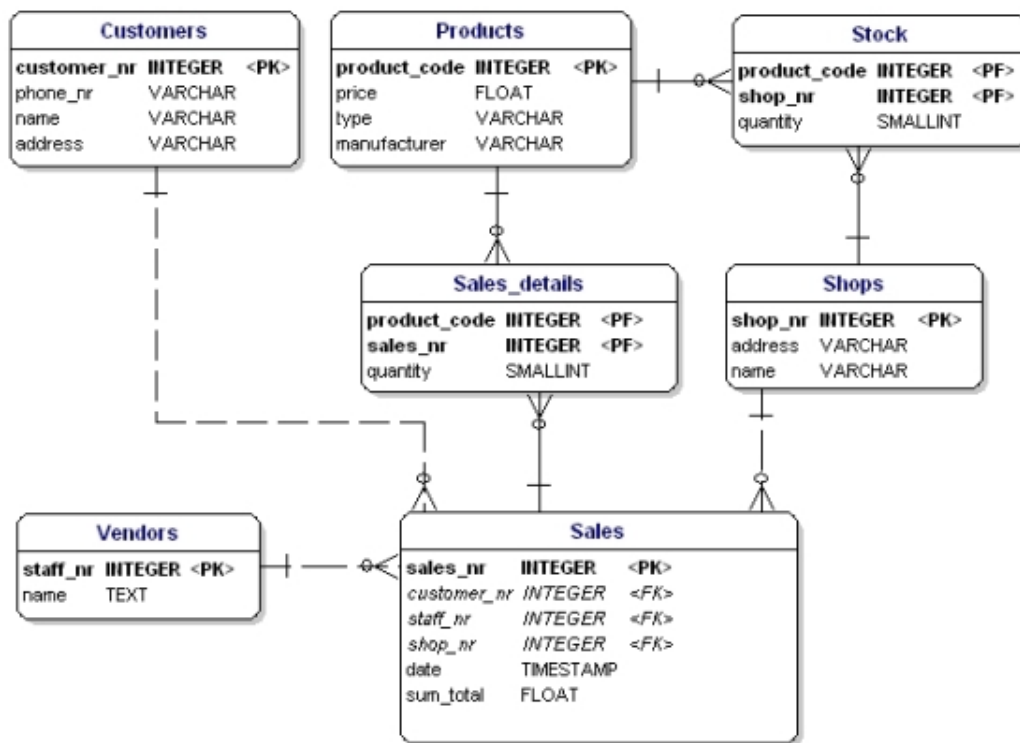 Customers
customer_nr INTEGER <PK>
phone_nr VARCHAR
name VARCHAR
address VARCHAR
Products
product_code INTEGER <PK>
price FLOAT
type VARCHAR
manufacturer VARCHAR
Stock
product_code INTEGER <PF>
shop_nr INTEGER <PF>
quantity SMALLINT
Sales_details
product_code INTEGER <PF>
sales_nr INTEGER <PF>
quantity SMALLINT
Shops
shop_nr INTEGER <PK>
address VARCHAR
name VARCHAR
Vendors
staff_nr INTEGER <PK>
name TEXT
Sales
sales_nr INTEGER <PK>
customer_nr INTEGER <FK>
staff_nr INTEGER <FK>
shop_nr INTEGER <FK>
date TIMESTAMP
sum_total FLOAT